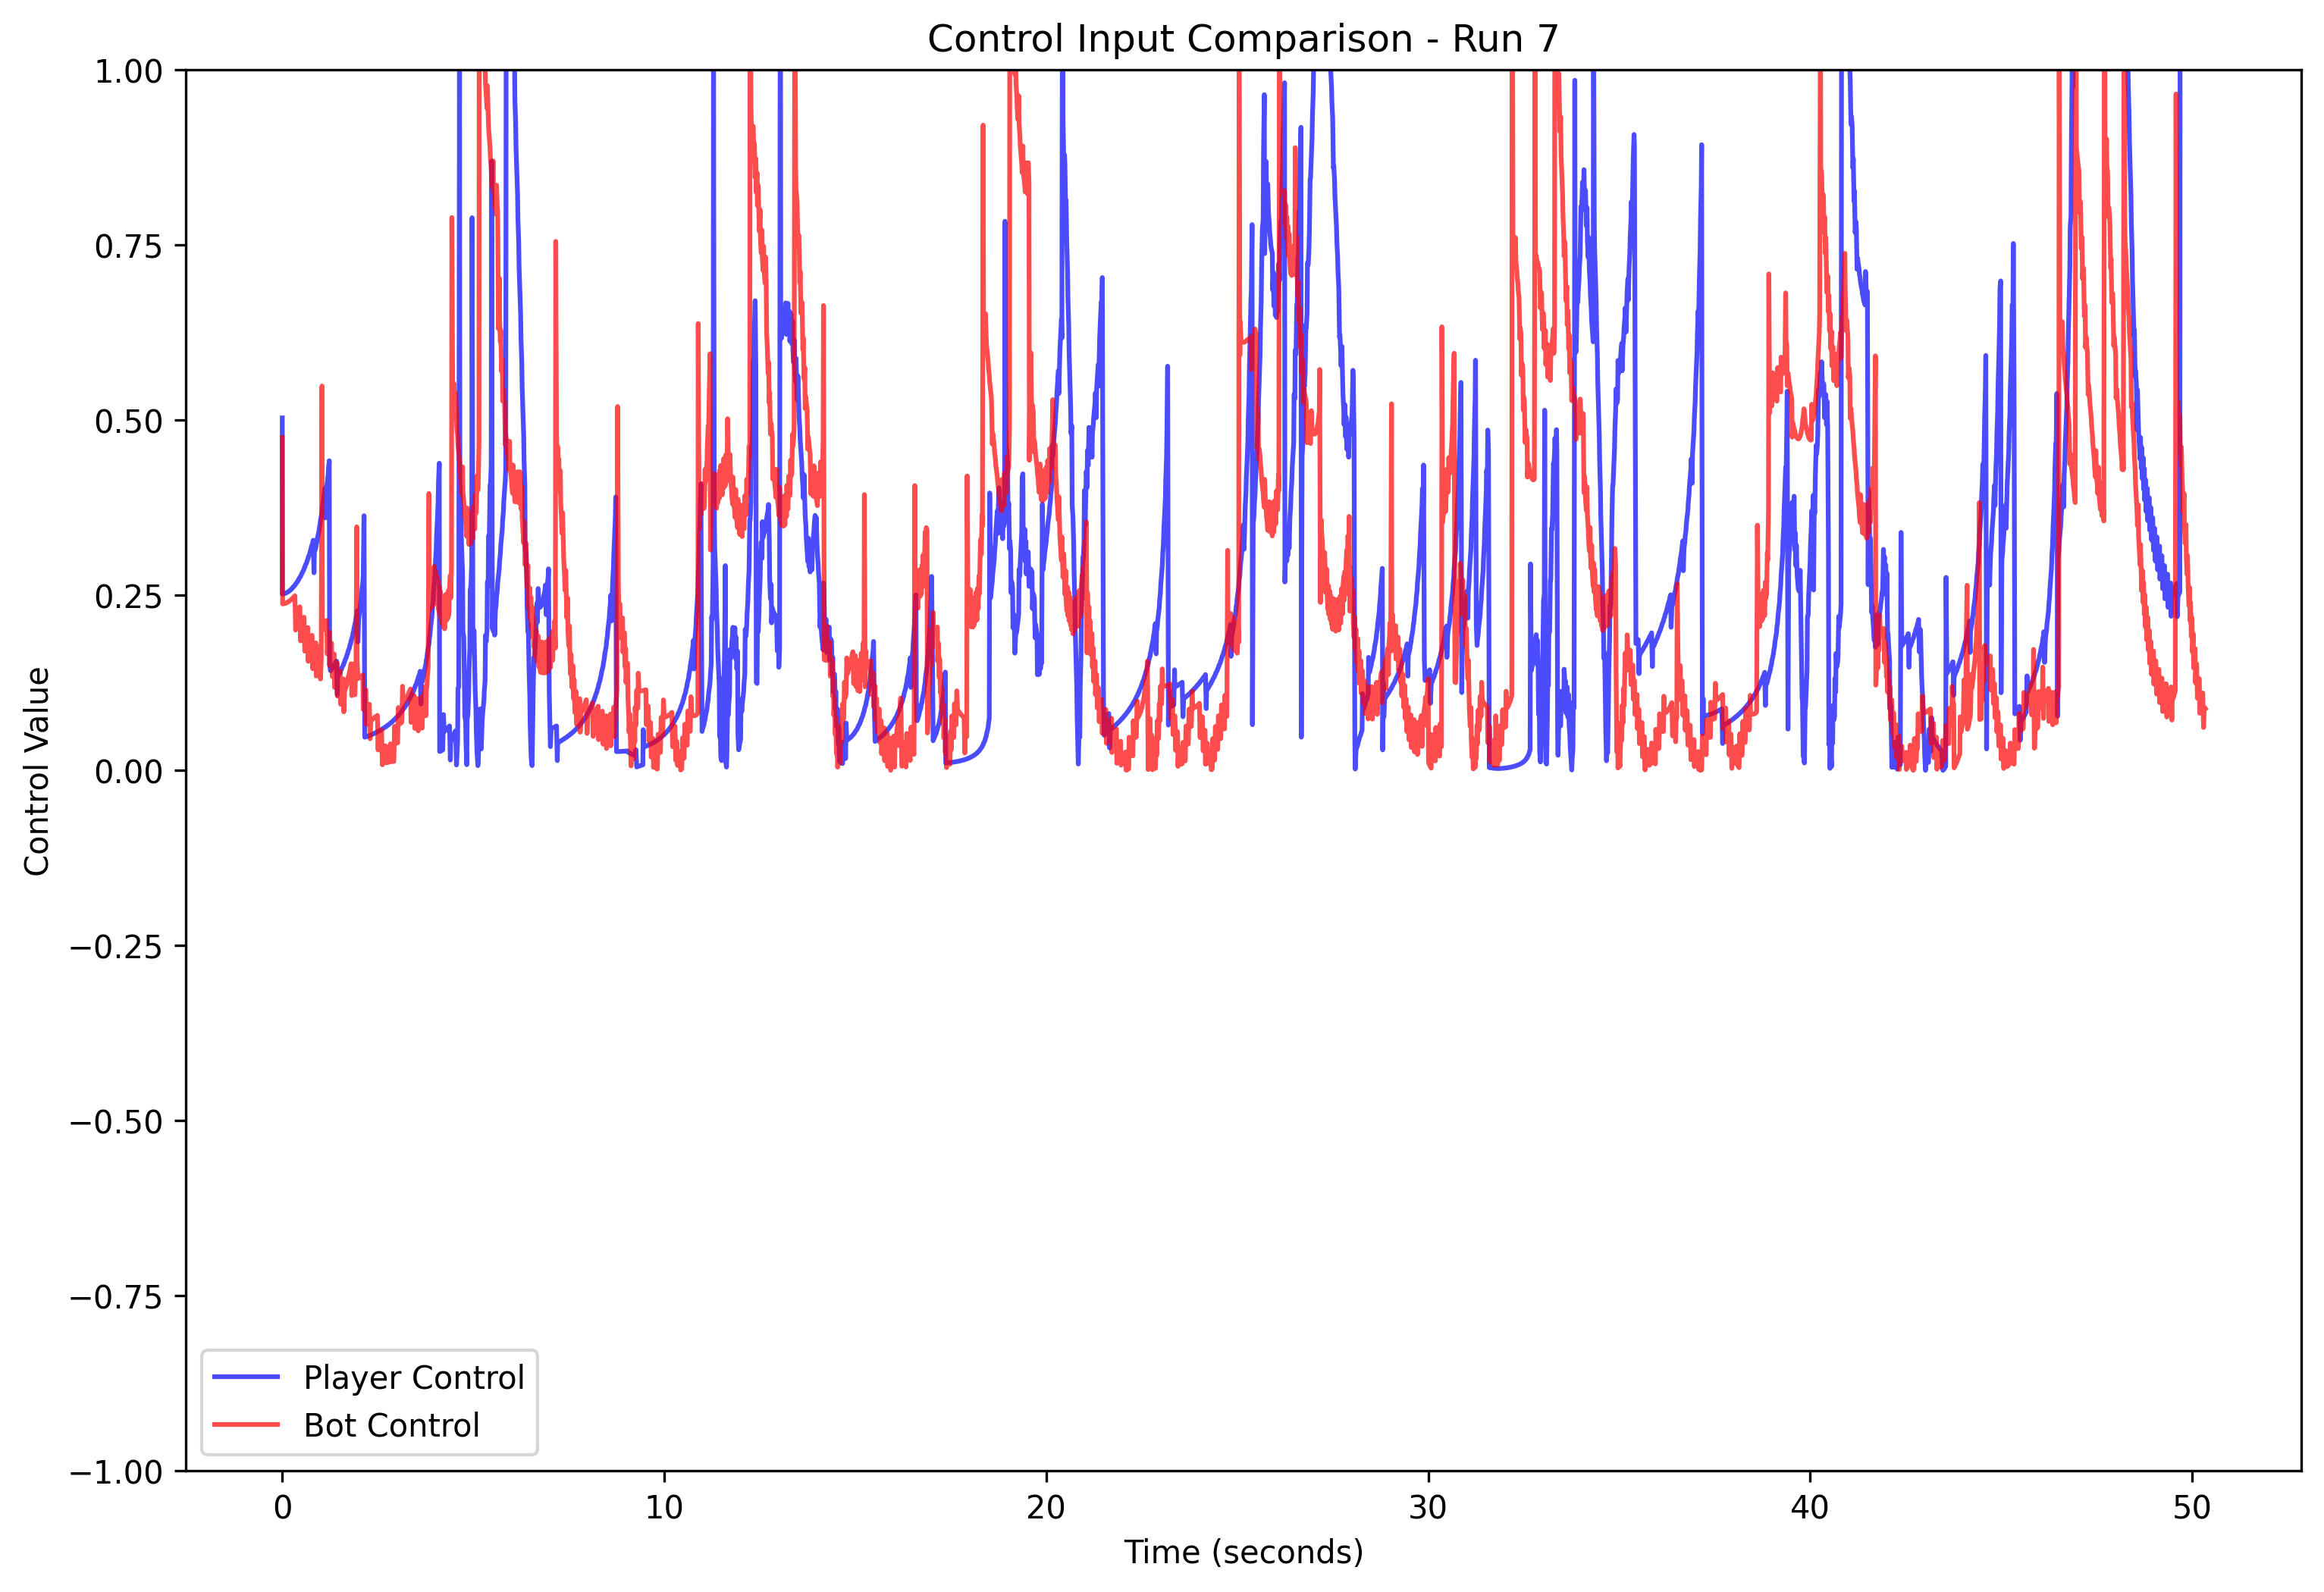 Control Input Comparison - Run 7
1.00
0.75
0.50
0.25
0.00
−0.25
−0.50
−0.75
−1.00
Control Value
Player Control
Bot Control
0 10 20 30 40 50
Time (seconds)